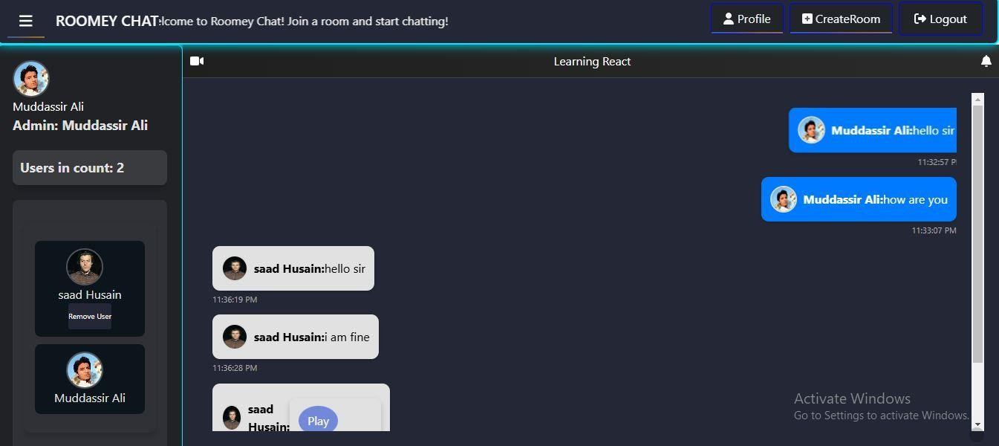 ROOMEY CHAT
lcome to Roomey Chat! Join a room and start chatting!
Profile
CreateRoom
Logout
Muddassir Ali
Admin: Muddassir Ali
Users in count: 2
saad Husain
Remove User
Muddassir Ali
Learning React
Muddassir Ali:hello sir
11:32:57 P
Muddassir Ali:how are you
11:33:07 PM
saad Husain:hello sir
11:36:19 PM
saad Husain:i am fine
11:36:28 PM
saad
Husain:
Play
Activate Windows
Go to Settings to activate Windows.